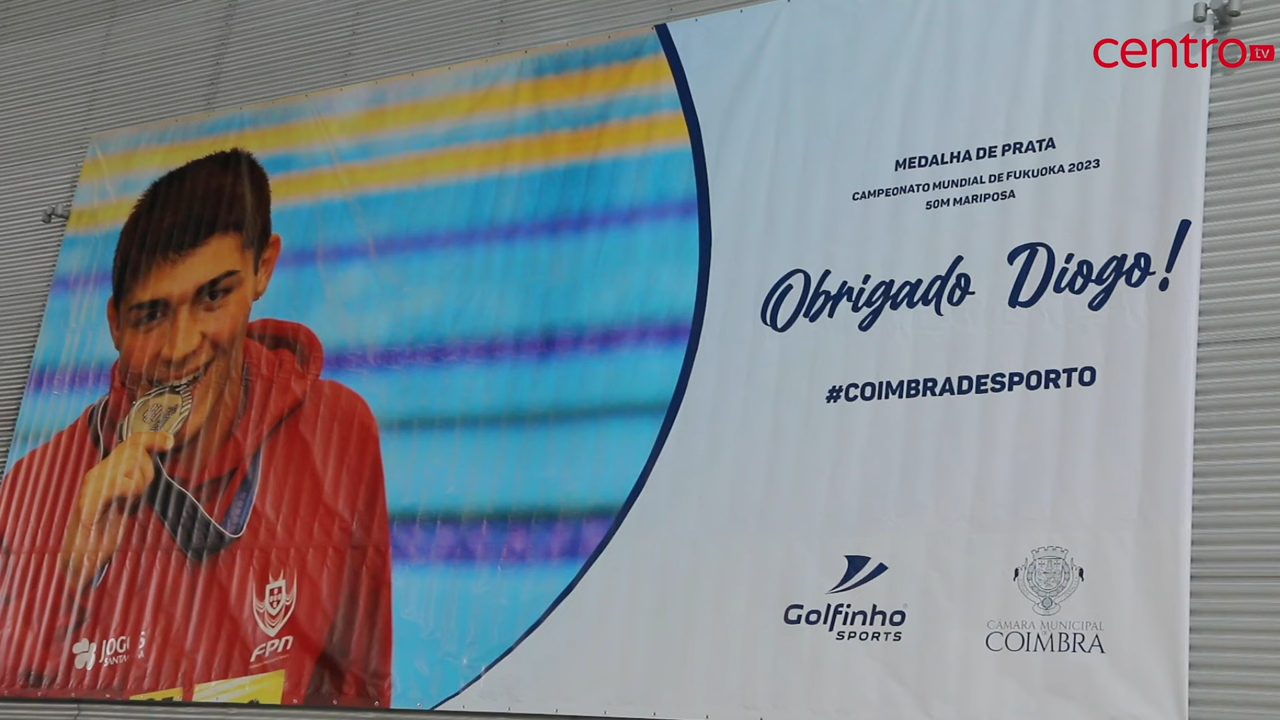 centro tv
MEDALHA DE PRATA
CAMPEONATO MUNDIAL DE FUKUOKA 2023
50M MARIPOSA
Obrigado Diogo!
#COIMBRADESPORTO
Golfinho
SPORTS
CÂMARA MUNICIPAL
COIMBRA
FPN
JOGOS